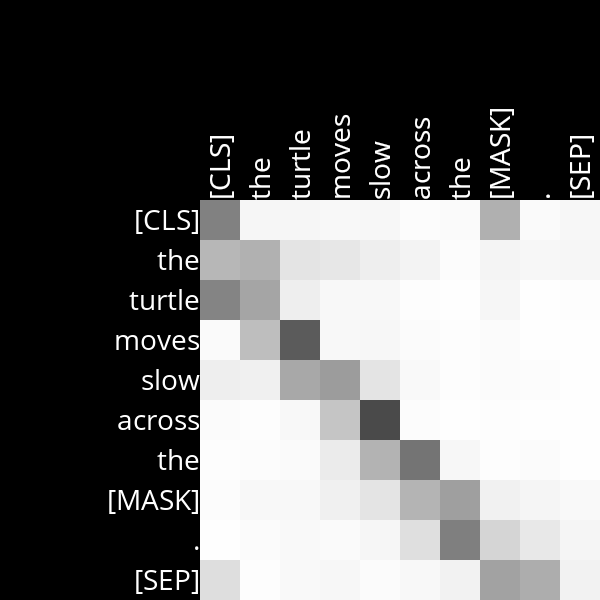 [CLS] the turtle moves slow across the [MASK] . [SEP]
[CLS]
the
turtle
moves
slow
across
the
[MASK]
.
[SEP]